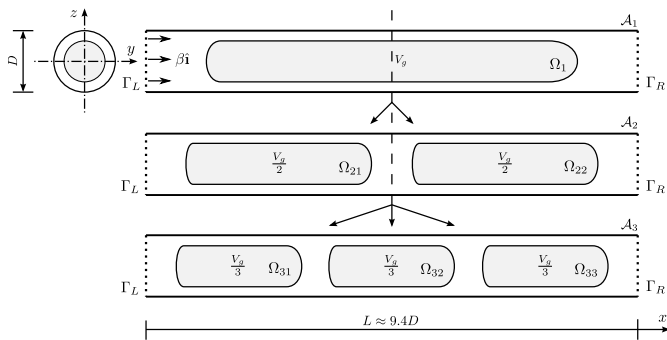 z
y
D
Γ_L
βî
V_g
Ω_1
𝒜_1
Γ_R
𝒜_2
V_g/2
Ω_21
V_g/2
Ω_22
Γ_L
Γ_R
𝒜_3
V_g/3
Ω_31
V_g/3
Ω_32
V_g/3
Ω_33
Γ_L
Γ_R
L ≈ 9.4D
x